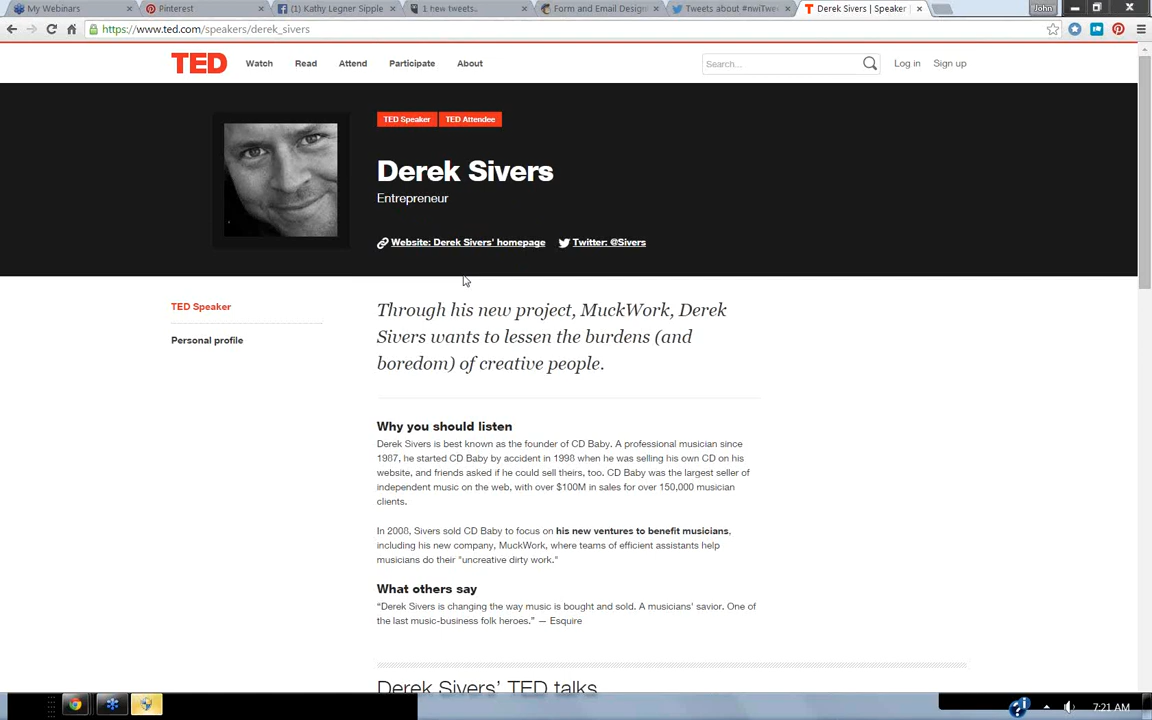 My Webinars
Pinterest
(1) Kathy Legner Sipple
1 new tweets.
Form and Email Design
Tweets about #nwiTwe
Derek Sivers | Speaker
John
https://www.ted.com/speakers/derek_sivers
TED
Watch
Read
Attend
Participate
About
Search...
Log in
Sign up
TED Speaker
TED Attendee
Derek Sivers
Entrepreneur
Website: Derek Sivers' homepage
Twitter: @Sivers
TED Speaker
Personal profile
Through his new project, MuckWork, Derek
Sivers wants to lessen the burdens (and
boredom) of creative people.
Why you should listen
Derek Sivers is best known as the founder of CD Baby. A professional musician since
1987, he started CD Baby by accident in 1998 when he was selling his own CD on his
website, and friends asked if he could sell theirs, too. CD Baby was the largest seller of
independent music on the web, with over $100M in sales for over 150,000 musician
clients.
In 2008, Sivers sold CD Baby to focus on his new ventures to benefit musicians,
including his new company, MuckWork, where teams of efficient assistants help
musicians do their "uncreative dirty work."
What others say
“Derek Sivers is changing the way music is bought and sold. A musicians' savior. One of
the last music-business folk heroes.” — Esquire
Derek Sivers’ TED talks
7:21 AM